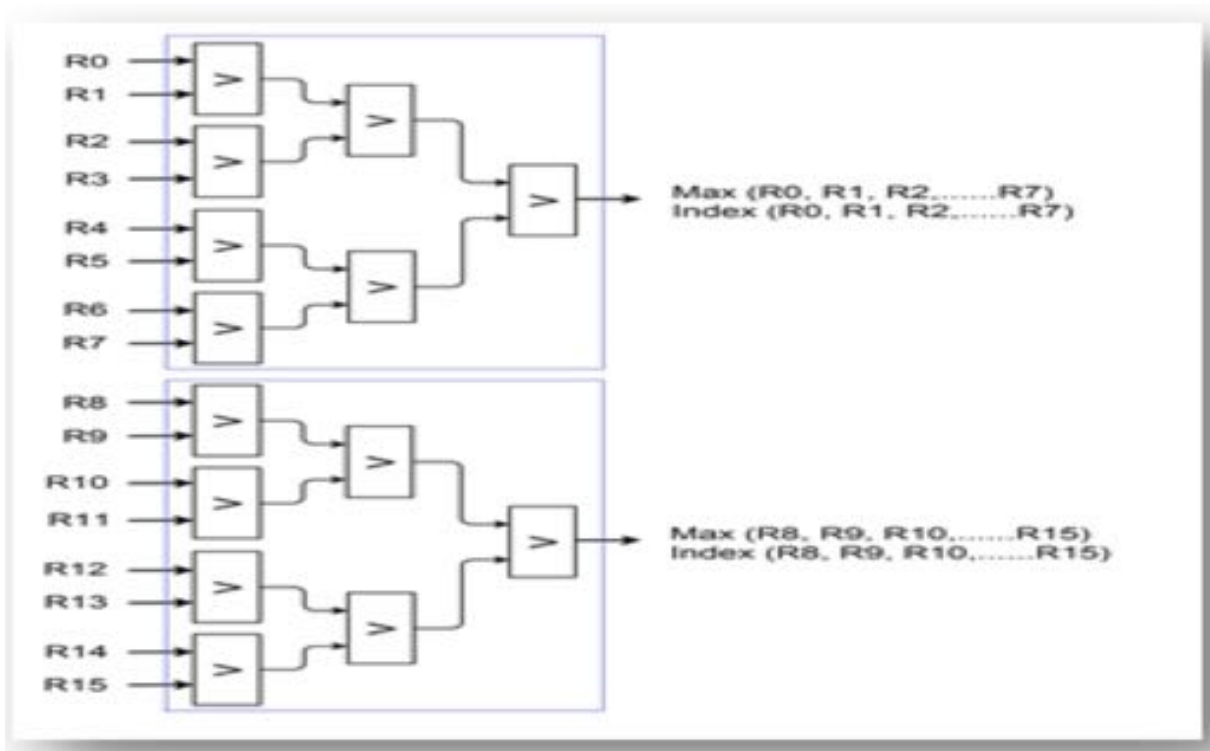 R0
R1
R2
R3
R4
R5
R6
R7
>
>
>
>
>
>
>
Max (R0, R1, R2,......R7)
Index (R0, R1, R2,......R7)
R8
R9
R10
R11
R12
R13
R14
R15
>
>
>
>
>
>
>
Max (R8, R9, R10,......R15)
Index (R8, R9, R10,......R15)